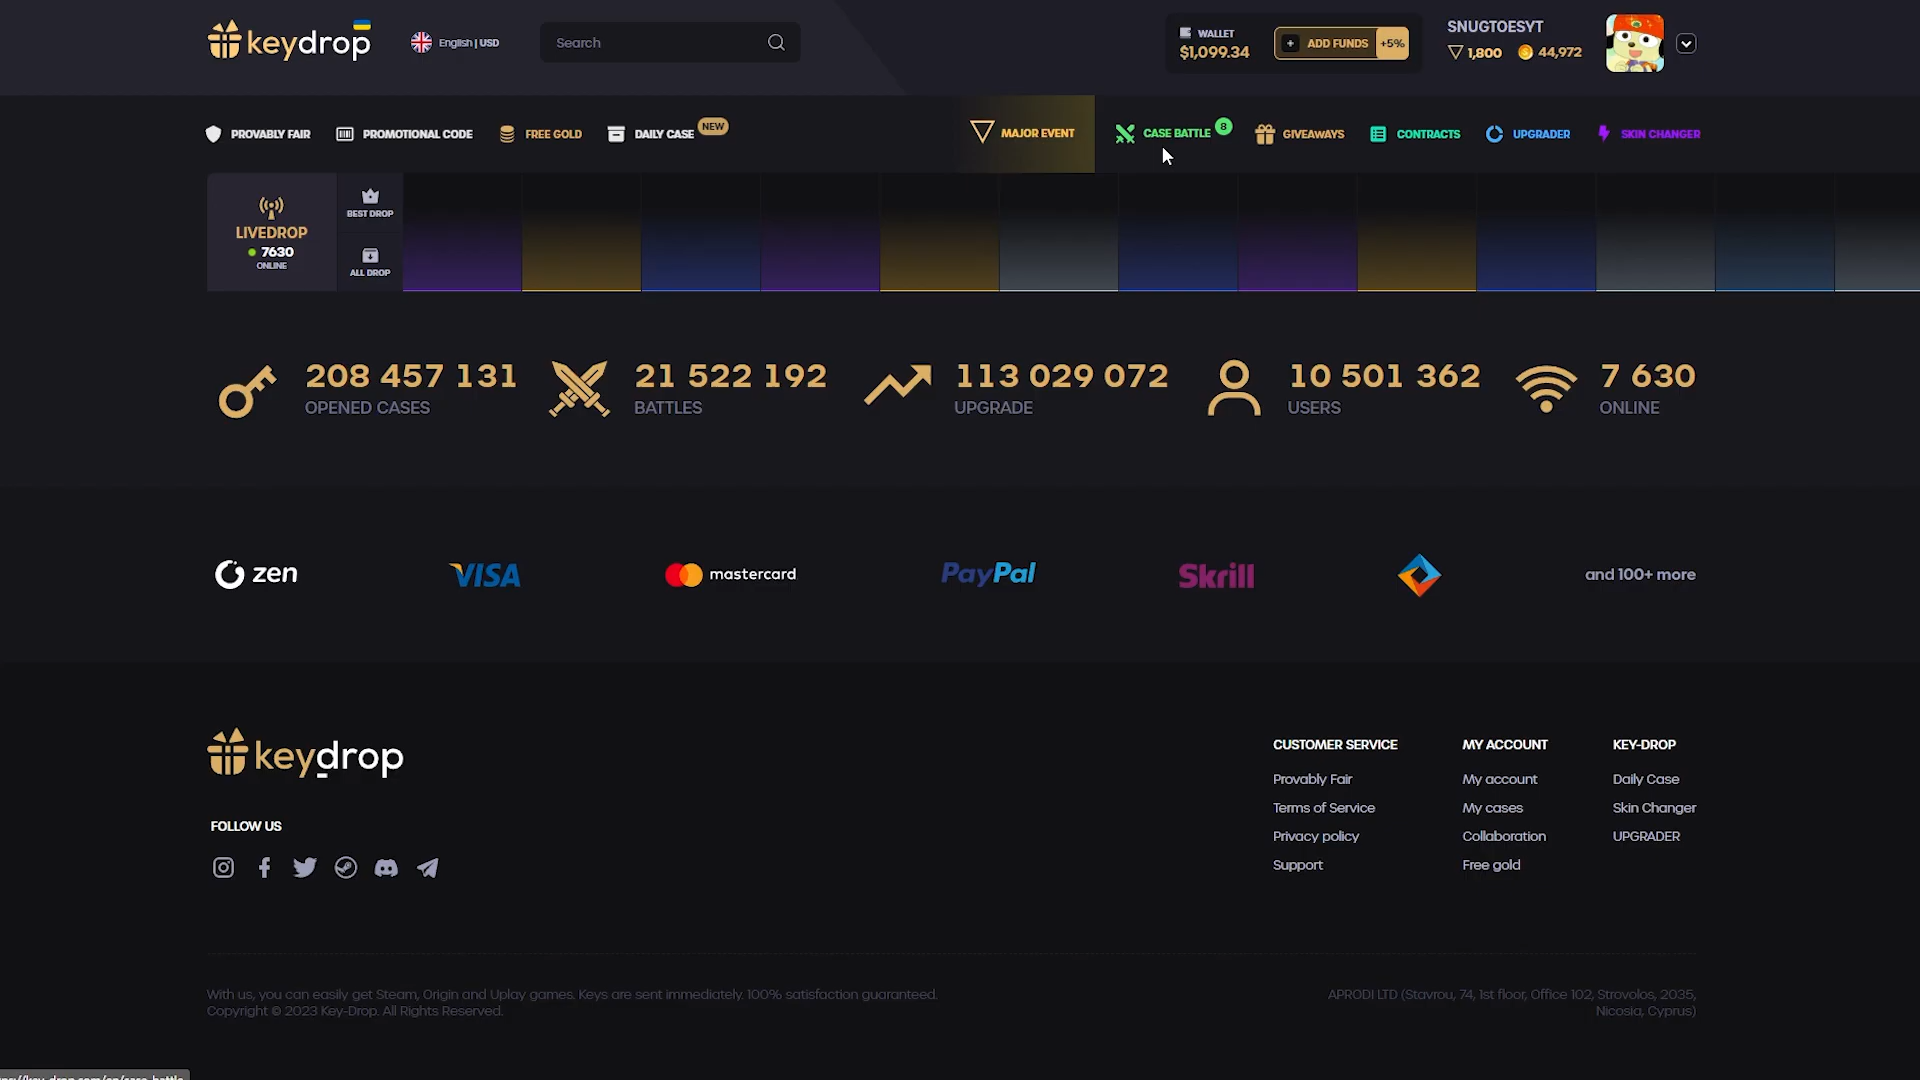 keydrop
English | USD
Search
WALLET
$1,099.34
+ ADD FUNDS +5%
SNUGTOESYT
1,800 44,972
PROVABLY FAIR
PROMOTIONAL CODE
FREE GOLD
DAILY CASE NEW
MAJOR EVENT
CASE BATTLE 8
GIVEAWAYS
CONTRACTS
UPGRADER
SKIN CHANGER
LIVEDROP
7630
ONLINE
BEST DROP
ALL DROP
208 457 131
OPENED CASES
21 522 192
BATTLES
113 029 072
UPGRADE
10 501 362
USERS
7 630
ONLINE
zen
VISA
mastercard
PayPal
Skrill
and 100+ more
keydrop
FOLLOW US
CUSTOMER SERVICE
Provably Fair
Terms of Service
Privacy policy
Support
MY ACCOUNT
My account
My cases
Collaboration
Free gold
KEY-DROP
Daily Case
Skin Changer
UPGRADER
With us, you can easily get Steam, Origin and Uplay games. Keys are sent immediately. 100% satisfaction guaranteed.
Copyright © 2023 Key-Drop. All Rights Reserved.
APRODI LTD (Stavrou, 74, 1st floor, Office 102, Strovolos, 2035,
Nicosia, Cyprus)